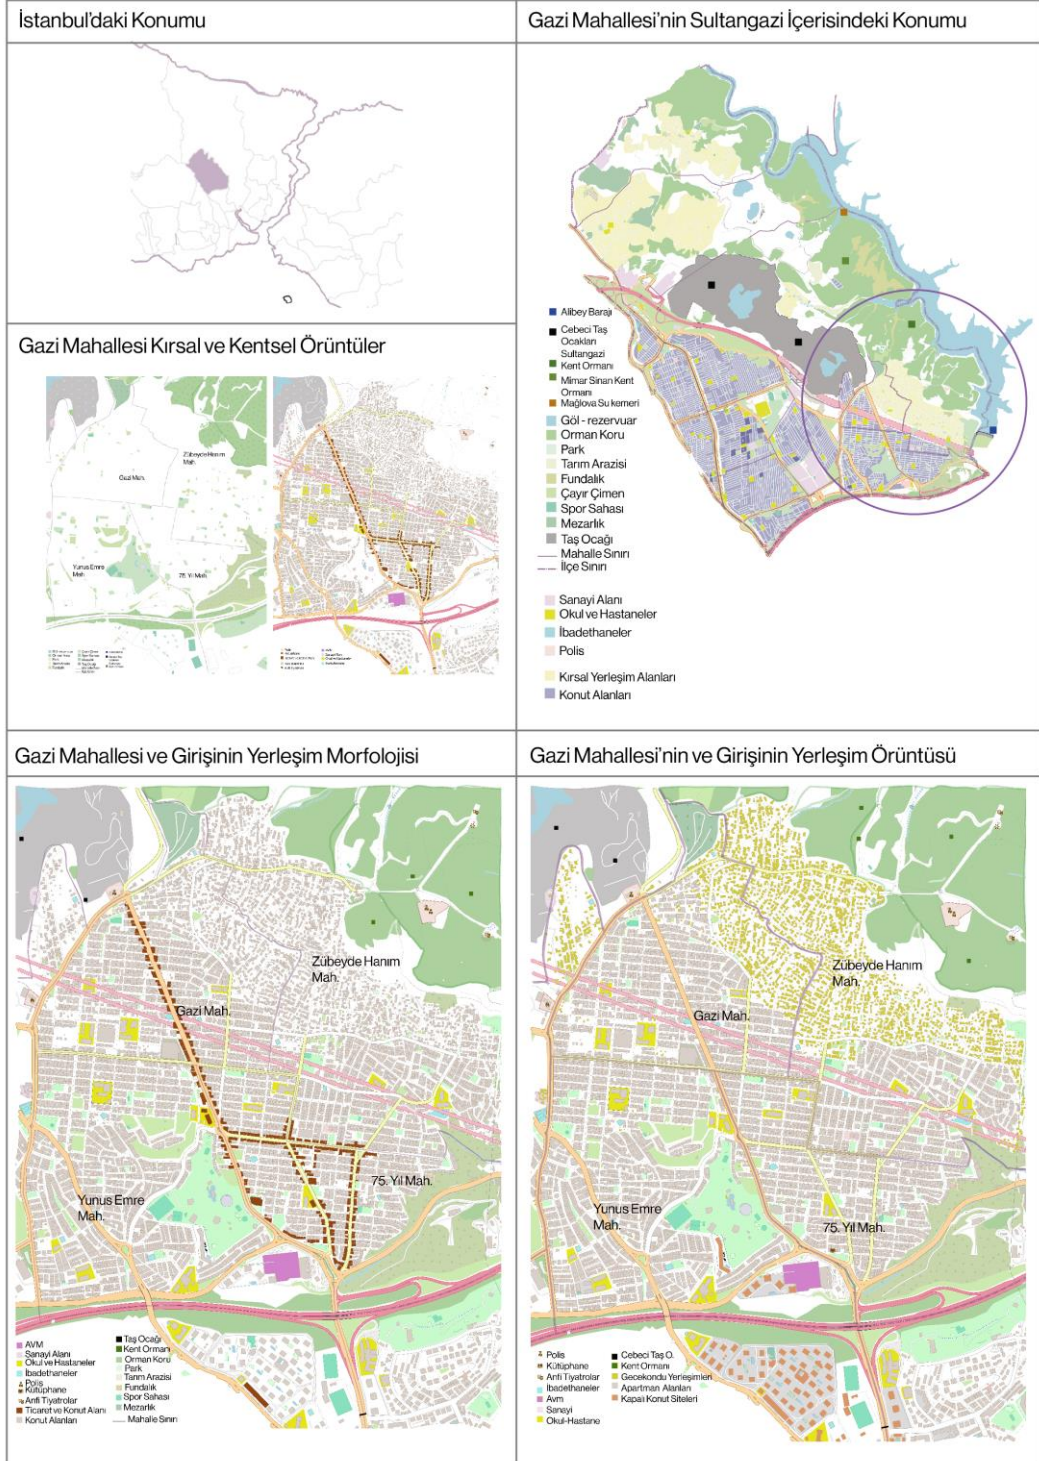 İstanbul'daki Konumu
Gazi Mahallesi'nin Sultangazi İçerisindeki Konumu
Alibey Barajı
Cebeci Taş
Ocakları
Sultangazi
Kent Ormanı
Mimar Sinan Kent
Ormanı
Mağlova Su kemeri
Göl - rezervuar
Orman Koru
Park
Tarım Arazisi
Fundalık
Çayır Çimen
Spor Sahası
Mezarlık
Taş Ocağı
Mahalle Sınırı
İlçe Sınırı
Sanayi Alanı
Okul ve Hastaneler
İbadethaneler
Polis
Kırsal Yerleşim Alanları
Konut Alanları
Gazi Mahallesi Kırsal ve Kentsel Örüntüler
Zübeyde Hanım
Mah.
Gazi Mah.
Yunus Emre
Mah.
75. Yıl Mah.
Gazi Mahallesi ve Girişinin Yerleşim Morfolojisi
Zübeyde Hanım
Mah.
Gazi Mah.
75. Yıl Mah.
Yunus Emre
Mah.
AVM
Sanayi Alanı
Okul ve Hastaneler
İbadethaneler
Polis
Kütüphane
Anfi Tiyatrolar
Ticaret ve Konut Alanı
Konut Alanları
Taş Ocağı
Kent Ormanı
Orman Koru
Park
Tarım Arazisi
Fundalık
Spor Sahası
Mezarlık
Mahalle Sınırı
Gazi Mahallesi'nin ve Girişinin Yerleşim Örüntüsü
Zübeyde Hanım
Mah.
Gazi Mah.
Yunus Emre
Mah.
75. Yıl Mah.
Polis
Kütüphane
Anfi Tiyatrolar
İbadethaneler
Avm
Sanayi
Okul-Hastane
Cebeci Taş O.
Kent Ormanı
Gecekondu Yerleşimleri
Apartman Alanları
Kapalı Konut Siteleri